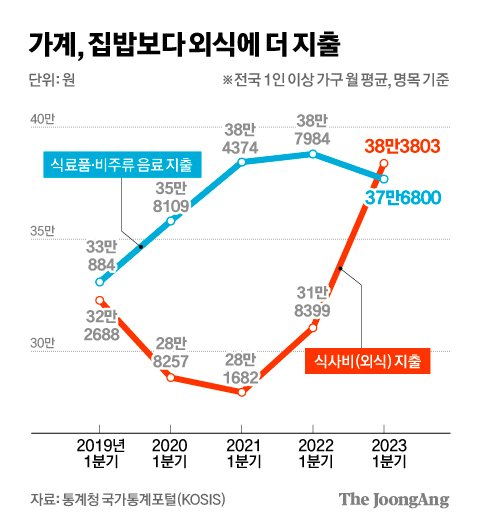 가계, 집밥보다 외식에 더 지출
단위: 원
※전국 1인 이상 가구 월 평균, 명목 기준
40만
35만
30만
식료품·비주류 음료 지출
33만
884
35만
8109
38만
4374
38만
7984
37만6800
32만
2688
28만
8257
28만
1682
31만
8399
38만3803
식사비(외식) 지출
2019년
1분기
2020
1분기
2021
1분기
2022
1분기
2023
1분기
자료: 통계청 국가통계포털(KOSIS)
The JoongAng